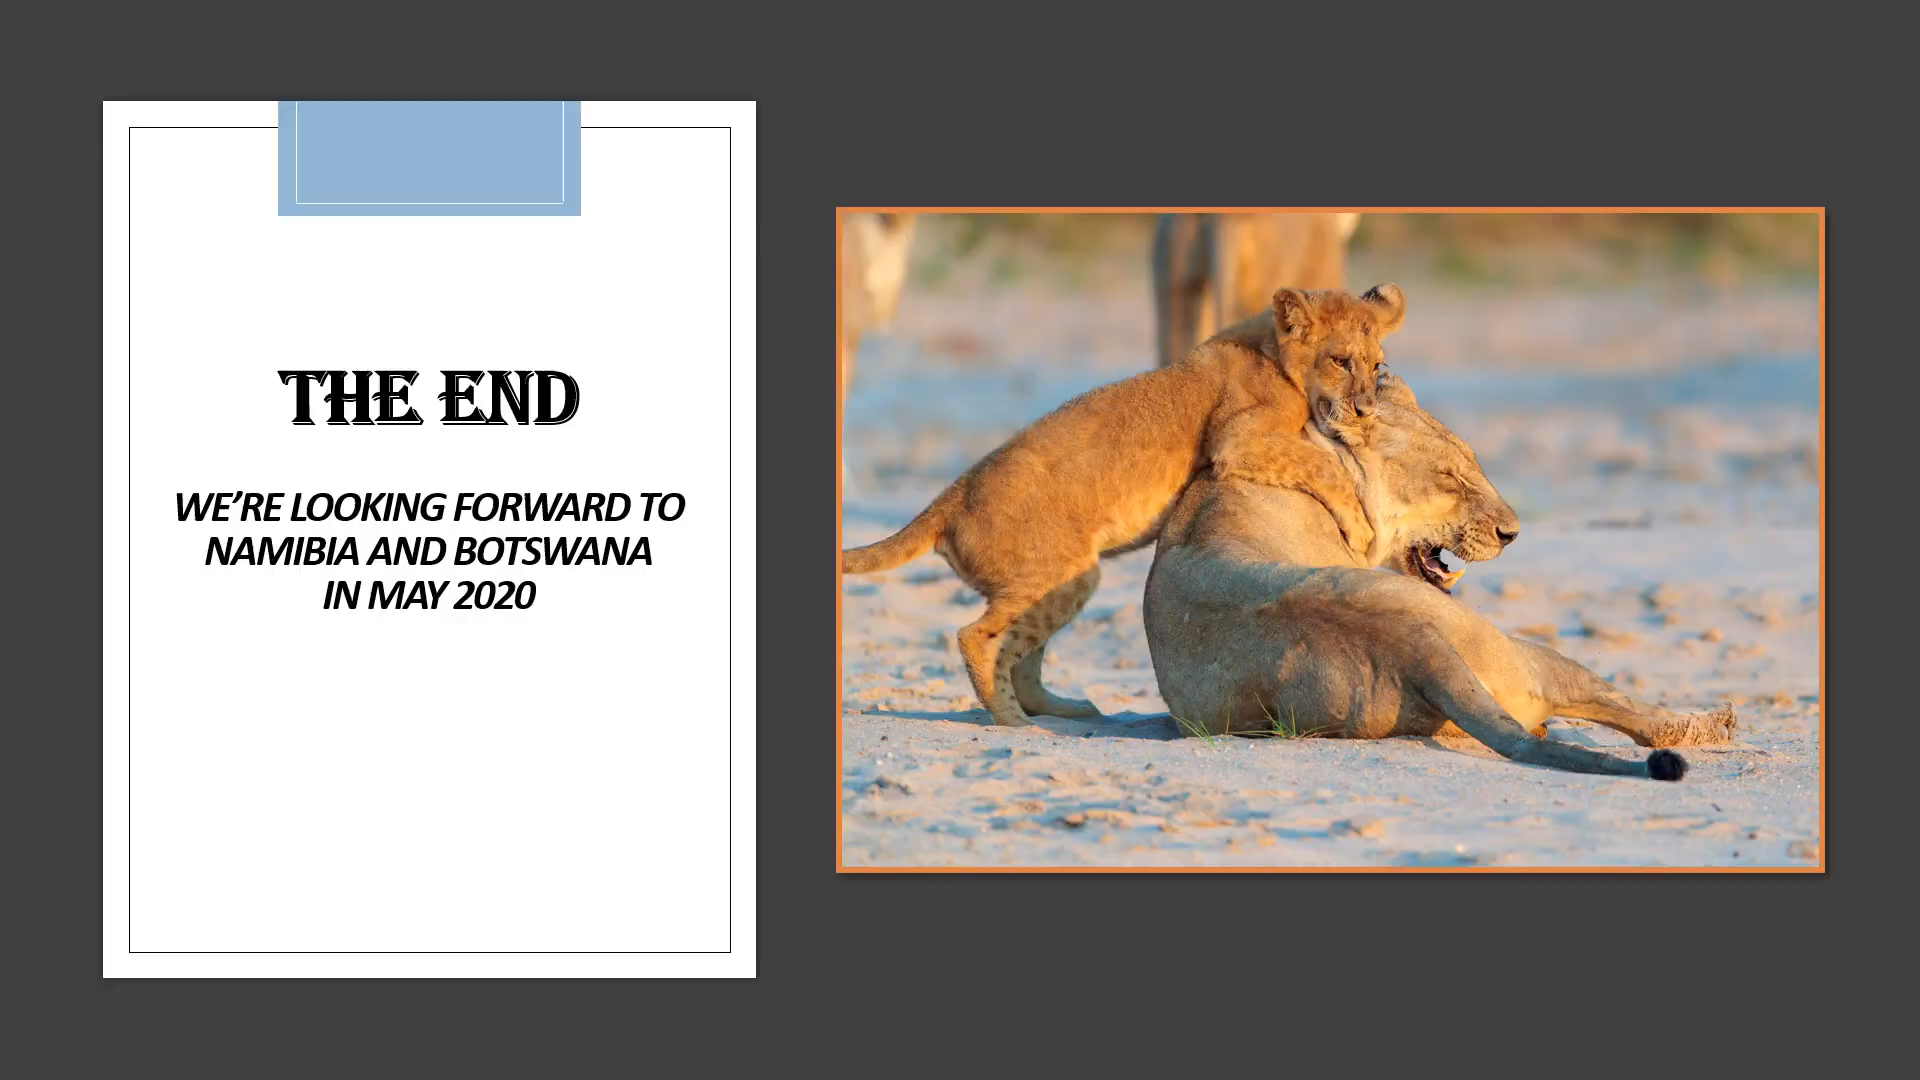 THE END
WE’RE LOOKING FORWARD TO
NAMIBIA AND BOTSWANA
IN MAY 2020